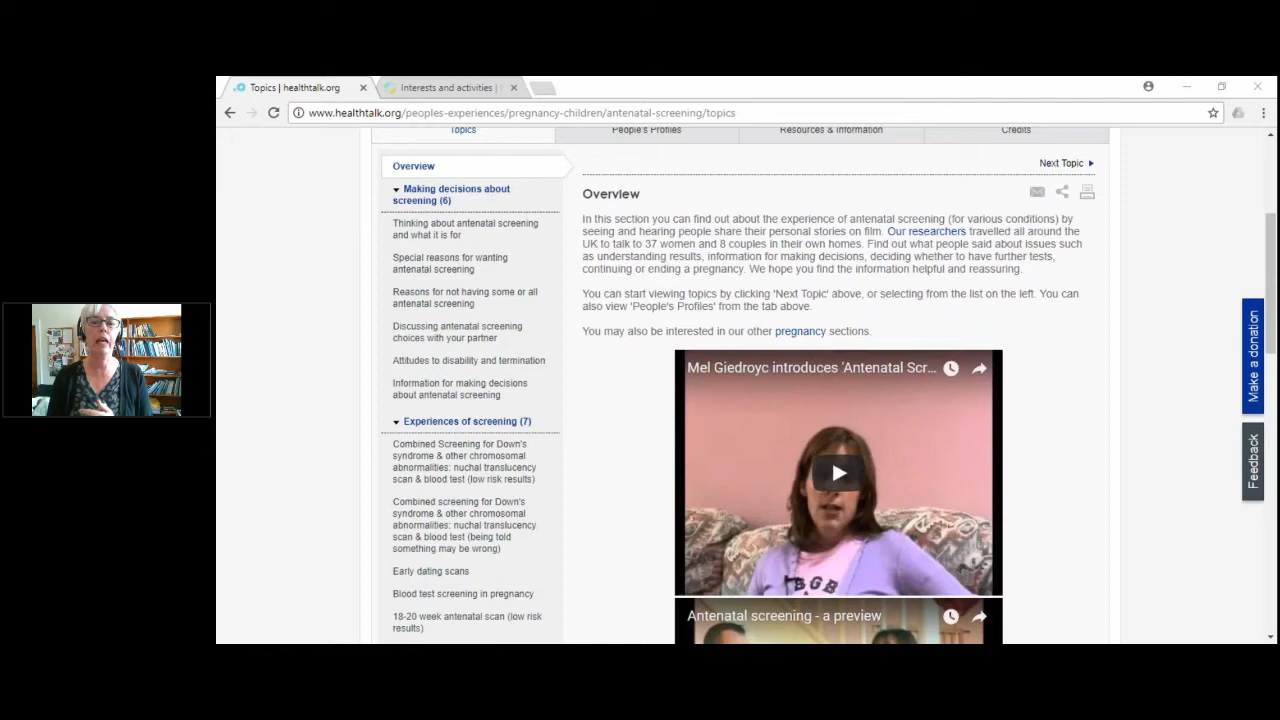 Topics | healthtalk.org
Interests and activities |
www.healthtalk.org/peoples-experiences/pregnancy-children/antenatal-screening/topics
Topics
People's Profiles
Resources & Information
Credits
Overview
Making decisions about
screening (6)
Thinking about antenatal screening
and what it is for
Special reasons for wanting
antenatal screening
Reasons for not having some or all
antenatal screening
Discussing antenatal screening
choices with your partner
Attitudes to disability and termination
Information for making decisions
about antenatal screening
Experiences of screening (7)
Combined Screening for Down's
syndrome & other chromosomal
abnormalities: nuchal translucency
scan & blood test (low risk results)
Combined screening for Down's
syndrome & other chromosomal
abnormalities: nuchal translucency
scan & blood test (being told
something may be wrong)
Early dating scans
Blood test screening in pregnancy
18-20 week antenatal scan (low risk
results)
Next Topic
Overview
In this section you can find out about the experience of antenatal screening (for various conditions) by
seeing and hearing people share their personal stories on film. Our researchers travelled all around the
UK to talk to 37 women and 8 couples in their own homes. Find out what people said about issues such
as understanding results, information for making decisions, deciding whether to have further tests,
continuing or ending a pregnancy. We hope you find the information helpful and reassuring.
You can start viewing topics by clicking 'Next Topic' above, or selecting from the list on the left. You can
also view 'People's Profiles' from the tab above.
You may also be interested in our other pregnancy sections.
Mel Giedroyc introduces 'Antenatal Scr...
Antenatal screening - a preview
Make a donation
Feedback